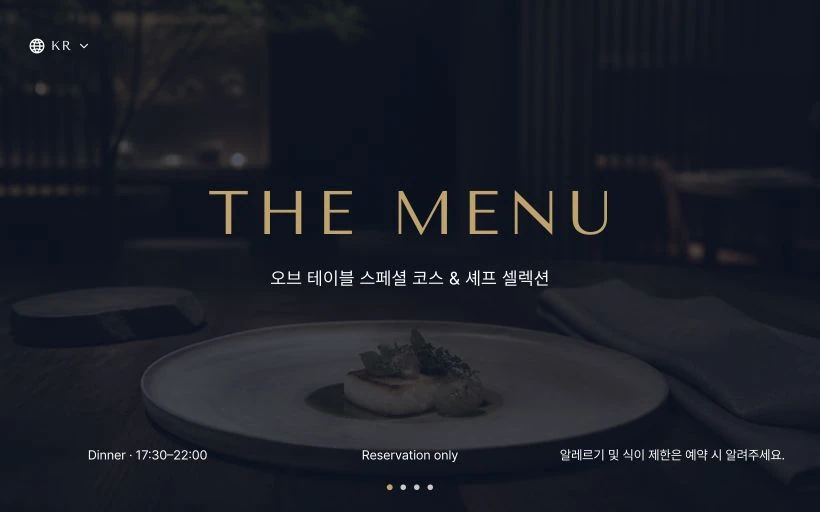 KR
THE MENU
오브 테이블 스페셜 코스 & 셰프 셀렉션
Dinner · 17:30–22:00
Reservation only
알레르기 및 식이 제한은 예약 시 알려주세요.